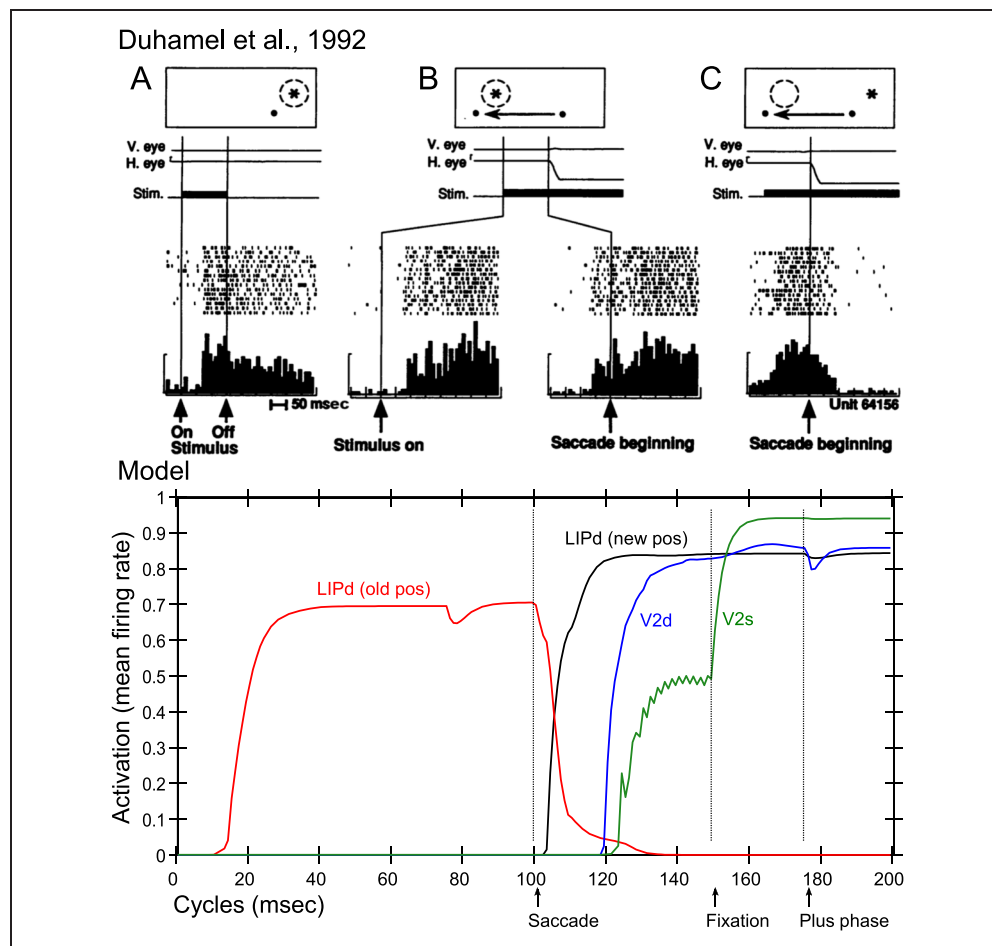 Duhamel et al., 1992
A B C
V. eye
H. eye
Stim.
V. eye
H. eye
Stim.
V. eye
H. eye
Stim.
50 msec
On Off
Stimulus
Stimulus on
Saccade beginning
Unit 64156
Saccade beginning
Model
Activation (mean firing rate)
1
0.9
0.8
0.7
0.6
0.5
0.4
0.3
0.2
0.1
0
LIPd (new pos)
LIPd (old pos)
V2d
V2s
0 20 40 60 80 100 120 140 160 180 200
Cycles (msec)
Saccade
Fixation
Plus phase